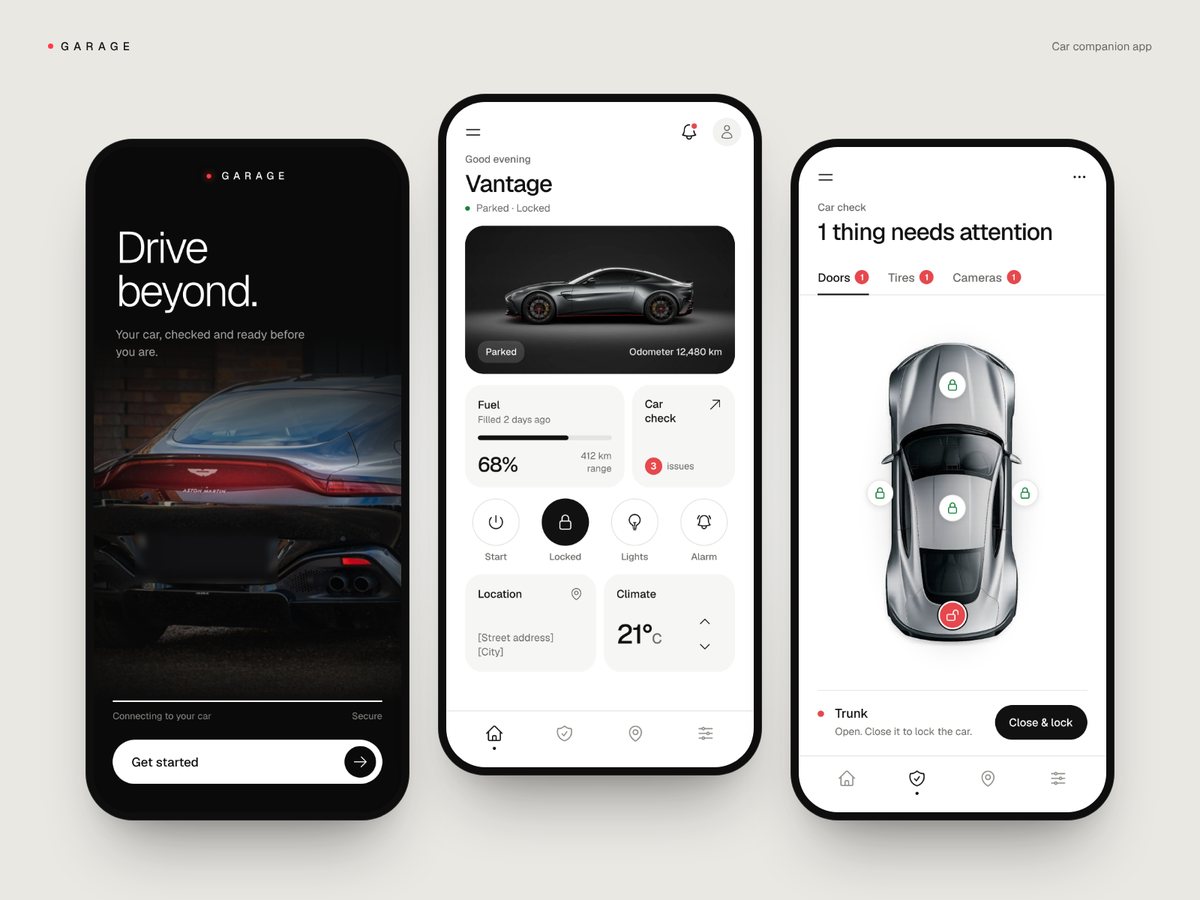 GARAGE
Car companion app
GARAGE
Drive
beyond.
Your car, checked and ready before
you are.
ASTON MARTIN
Connecting to your car
Secure
Get started
Good evening
Vantage
Parked · Locked
Parked
Odometer 12,480 km
Fuel
Filled 2 days ago
68%
412 km
range
Car
check
3 issues
Start
Locked
Lights
Alarm
Location
[Street address]
[City]
Climate
21°C
Car check
1 thing needs attention
Doors 1
Tires 1
Cameras 1
Trunk
Open. Close it to lock the car.
Close & lock